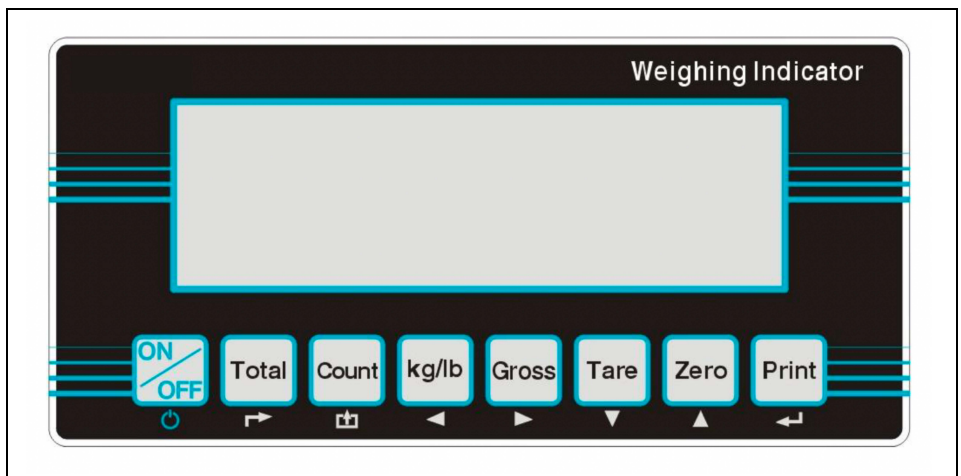 Weighing Indicator
ON
OFF
Total
Count
kg/lb
Gross
Tare
Zero
Print